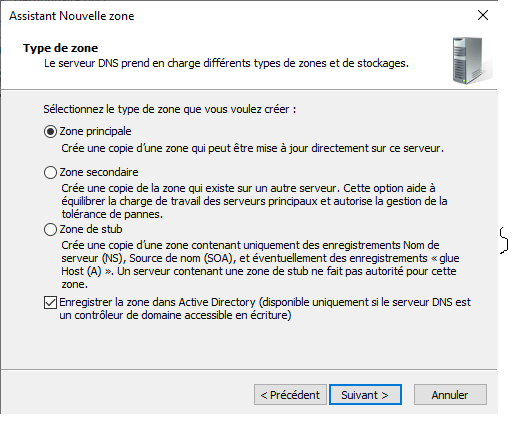 Assistant Nouvelle zone
Type de zone
Le serveur DNS prend en charge différents types de zones et de stockages.
Sélectionnez le type de zone que vous voulez créer :
Zone principale
Crée une copie d'une zone qui peut être mise à jour directement sur ce serveur.
Zone secondaire
Crée une copie de la zone qui existe sur un autre serveur. Cette option aide à
équilibrer la charge de travail des serveurs principaux et autorise la gestion de la
tolérance de pannes.
Zone de stub
Crée une copie d'une zone contenant uniquement des enregistrements Nom de
serveur (NS), Source de nom (SOA), et éventuellement des enregistrements « glue
Host (A) ». Un serveur contenant une zone de stub ne fait pas autorité pour cette
zone.
Enregistrer la zone dans Active Directory (disponible uniquement si le serveur DNS est
un contrôleur de domaine accessible en écriture)
< Précédent
Suivant >
Annuler